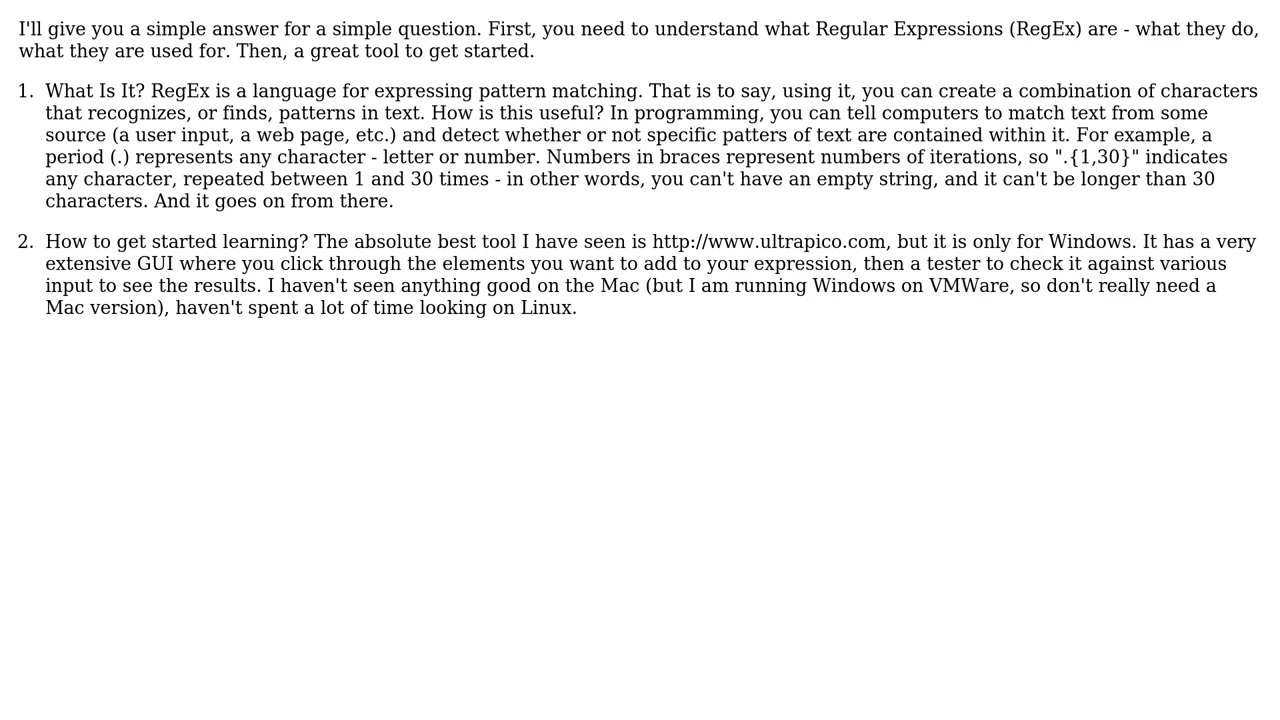 I'll give you a simple answer for a simple question. First, you need to understand what Regular Expressions (RegEx) are - what they do,
what they are used for. Then, a great tool to get started.
1. What Is It? RegEx is a language for expressing pattern matching. That is to say, using it, you can create a combination of characters
that recognizes, or finds, patterns in text. How is this useful? In programming, you can tell computers to match text from some
source (a user input, a web page, etc.) and detect whether or not specific patters of text are contained within it. For example, a
period (.) represents any character - letter or number. Numbers in braces represent numbers of iterations, so ".{1,30}" indicates
any character, repeated between 1 and 30 times - in other words, you can't have an empty string, and it can't be longer than 30
characters. And it goes on from there.
2. How to get started learning? The absolute best tool I have seen is http://www.ultrapico.com, but it is only for Windows. It has a very
extensive GUI where you click through the elements you want to add to your expression, then a tester to check it against various
input to see the results. I haven't seen anything good on the Mac (but I am running Windows on VMWare, so don't really need a
Mac version), haven't spent a lot of time looking on Linux.